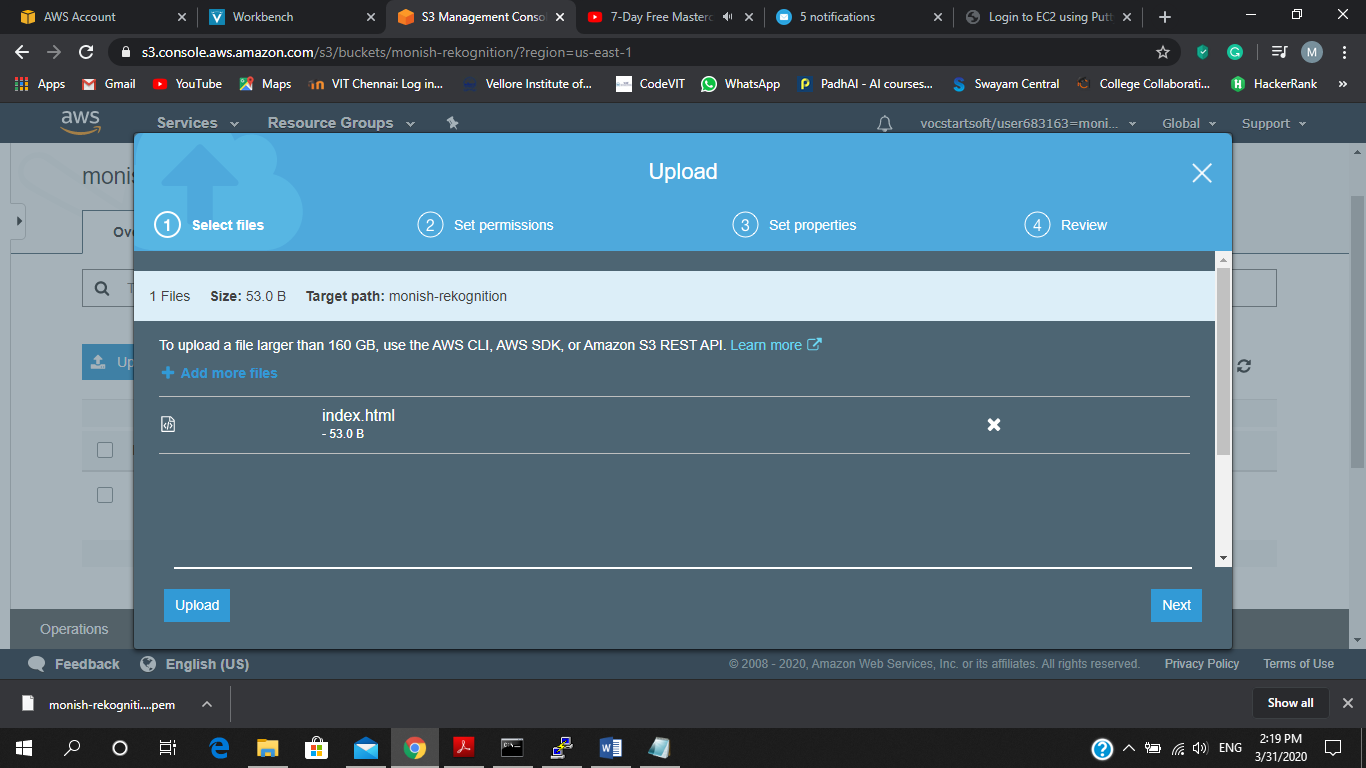 AWS Account
Workbench
S3 Management Conso
7-Day Free Masterc
5 notifications
Login to EC2 using Putt
s3.console.aws.amazon.com/s3/buckets/monish-rekognition/?region=us-east-1
M
Apps
Gmail
YouTube
Maps
VIT Chennai: Log in...
Vellore Institute of...
CodeVIT
WhatsApp
PadhAI - AI courses...
Swayam Central
College Collaborati...
HackerRank
»
aws
Services
Resource Groups
vocstartsoft/user683163=moni...
Global
Support
monis
Upload
1 Select files
2 Set permissions
3 Set properties
4 Review
Ove
1 Files Size: 53.0 B Target path: monish-rekognition
To upload a file larger than 160 GB, use the AWS CLI, AWS SDK, or Amazon S3 REST API. Learn more
Up
+ Add more files
index.html
- 53.0 B
Upload
Next
Operations
Feedback
English (US)
© 2008 - 2020, Amazon Web Services, Inc. or its affiliates. All rights reserved.
Privacy Policy
Terms of Use
monish-rekogniti....pem
Show all
ENG
2:19 PM
3/31/2020